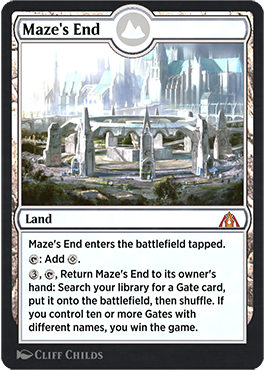 Maze's End
Land
Maze's End enters the battlefield tapped.
: Add .
3, , Return Maze's End to its owner's
hand: Search your library for a Gate card,
put it onto the battlefield, then shuffle. If
you control ten or more Gates with
different names, you win the game.
Cliff Childs